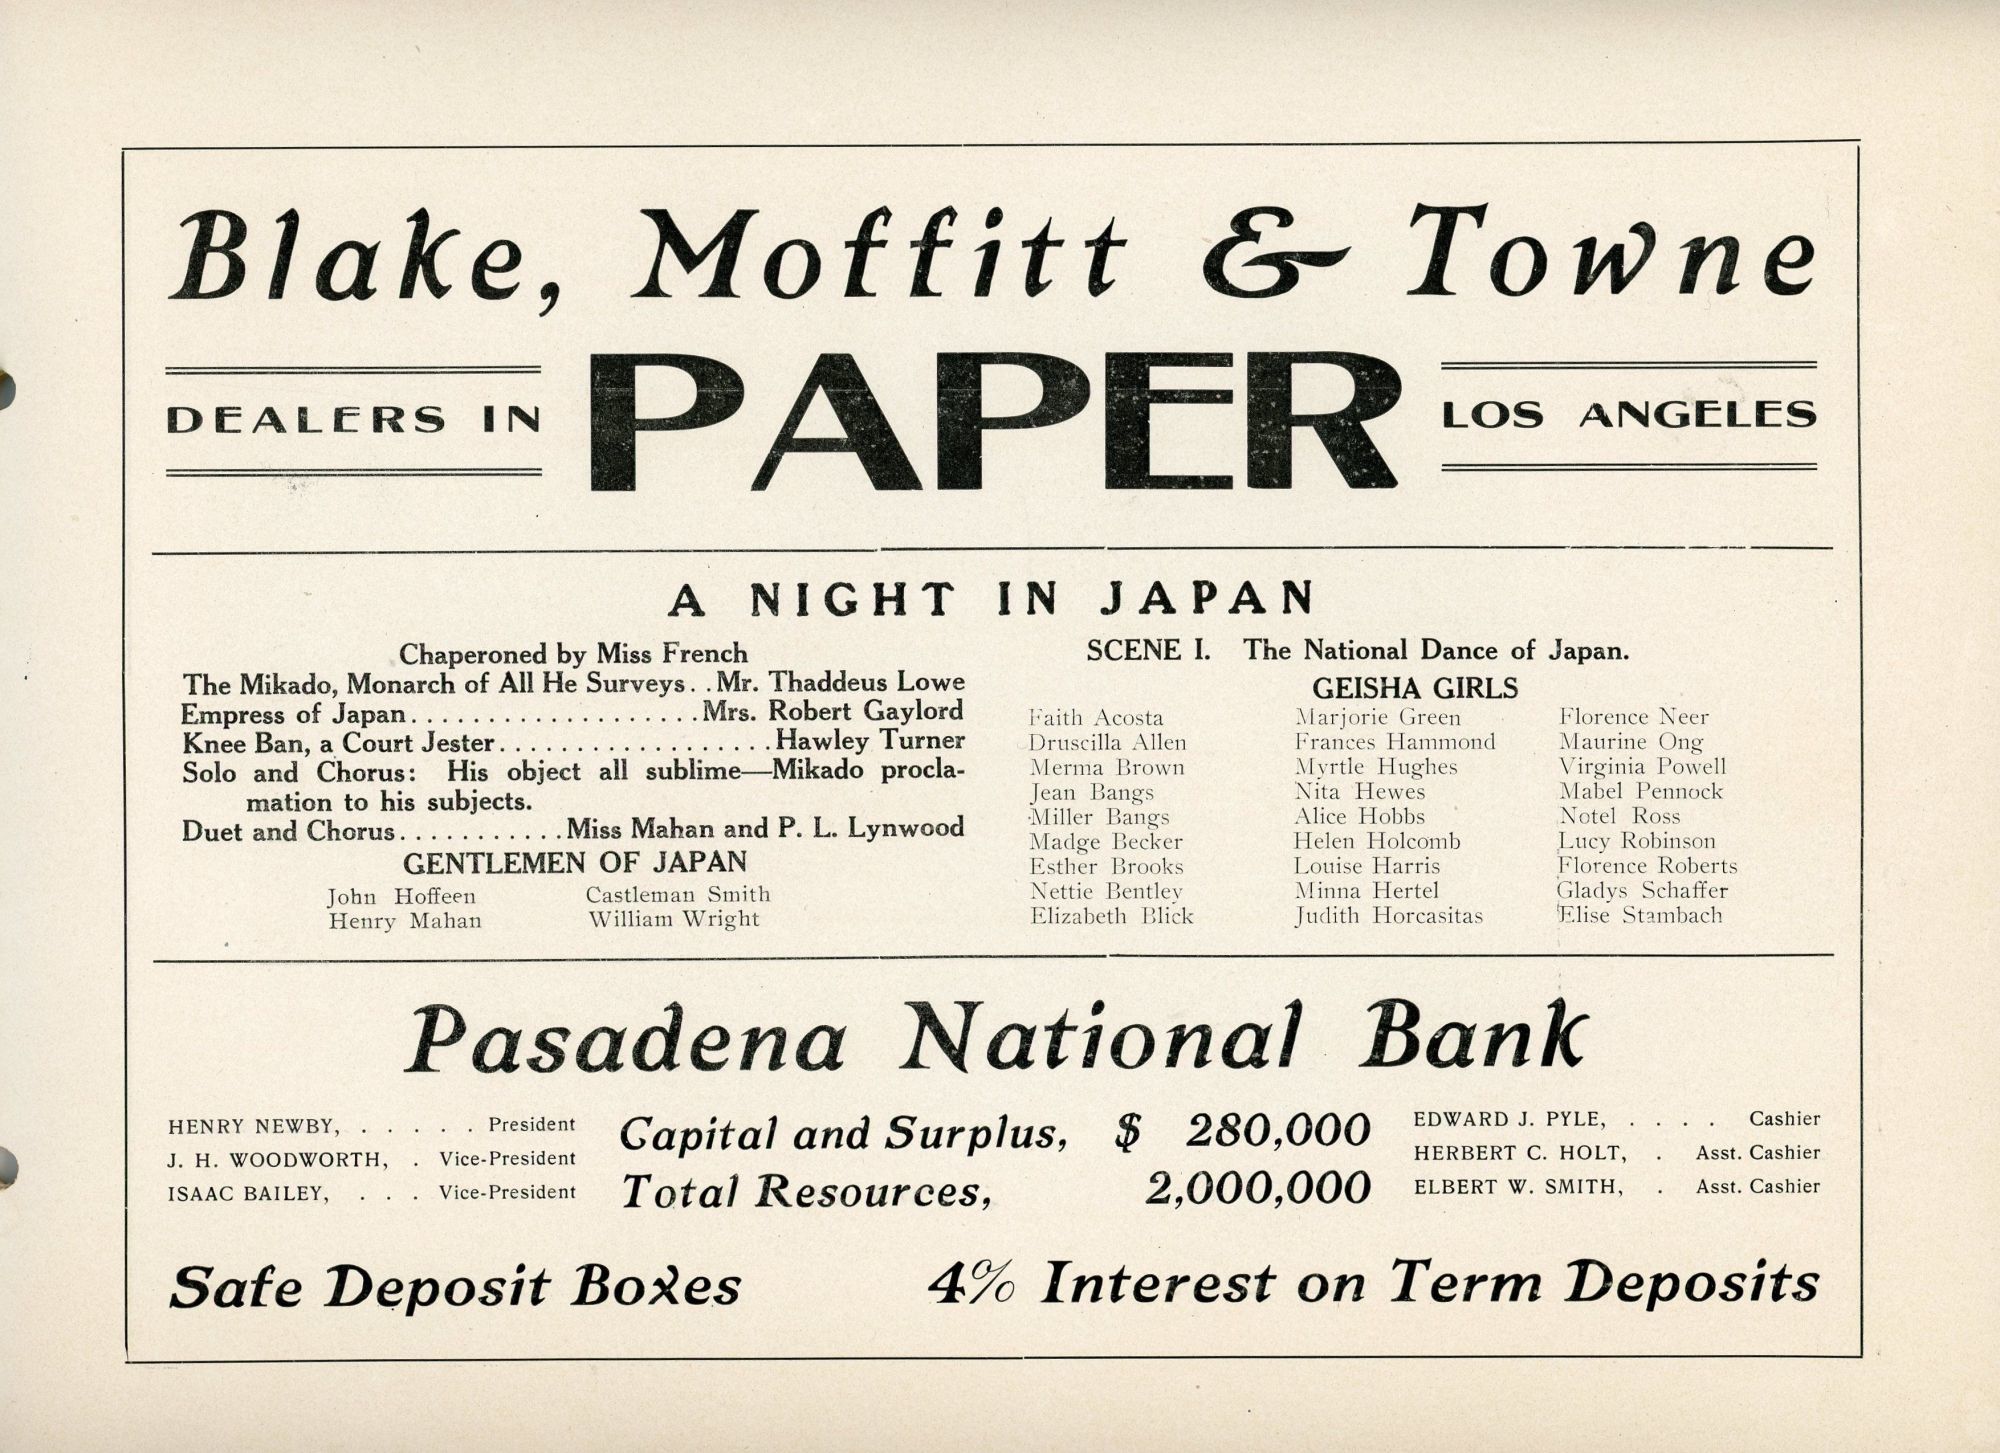 Blake, Moffitt & Towne
DEALERS IN PAPER LOS ANGELES
A NIGHT IN JAPAN
Chaperoned by Miss French
The Mikado, Monarch of All He Surveys. .Mr. Thaddeus Lowe
Empress of Japan. . . . . . . . . . . . . . . . . . . .Mrs. Robert Gaylord
Knee Ban, a Court Jester. . . . . . . . . . . . . . . . . . .Hawley Turner
Solo and Chorus: His object all sublime—Mikado procla-
mation to his subjects.
Duet and Chorus. . . . . . . . . . . .Miss Mahan and P. L. Lynwood
GENTLEMEN OF JAPAN
John Hoffeen Castleman Smith
Henry Mahan William Wright
SCENE I. The National Dance of Japan.
GEISHA GIRLS
Faith Acosta Marjorie Green Florence Neer
Druscilla Allen Frances Hammond Maurine Ong
Merma Brown Myrtle Hughes Virginia Powell
Jean Bangs Nita Hewes Mabel Pennock
Miller Bangs Alice Hobbs Notel Ross
Madge Becker Helen Holcomb Lucy Robinson
Esther Brooks Louise Harris Florence Roberts
Nettie Bentley Minna Hertel Gladys Schaffer
Elizabeth Blick Judith Horcasitas Elise Stambach
Pasadena National Bank
HENRY NEWBY, . . . . . President
J. H. WOODWORTH, . Vice-President
ISAAC BAILEY, . . . Vice-President
Capital and Surplus, $ 280,000
Total Resources, 2,000,000
EDWARD J. PYLE, . . . . Cashier
HERBERT C. HOLT, . Asst. Cashier
ELBERT W. SMITH, . Asst. Cashier
Safe Deposit Boxes 4% Interest on Term Deposits